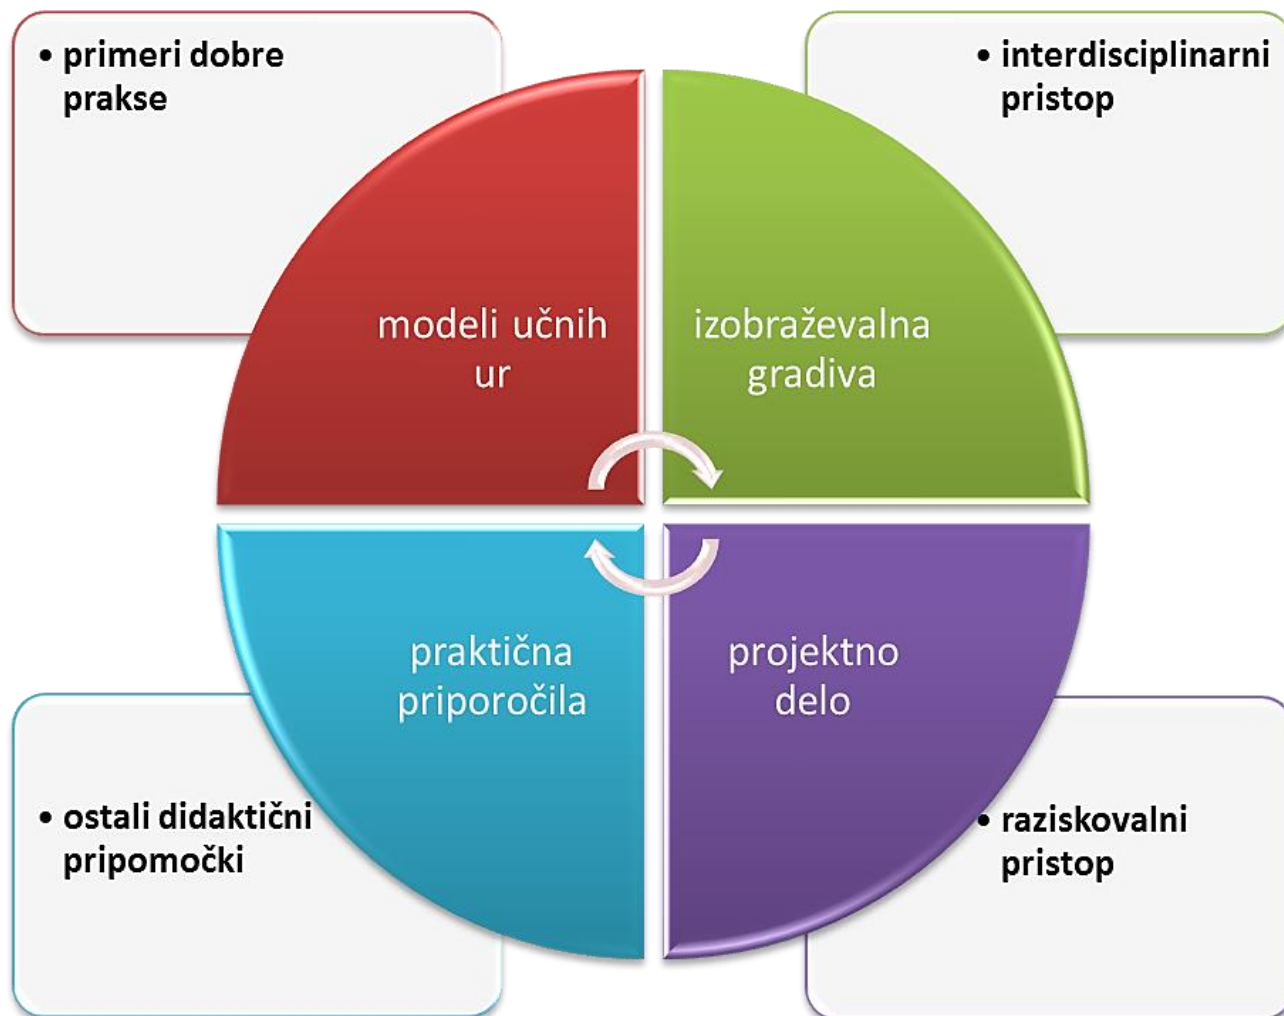 • primeri dobre
prakse
• interdisciplinarni
pristop
modeli učnih
ur
izobraževalna
gradiva
praktična
priporočila
projektno
delo
• ostali didaktični
pripomočki
• raziskovalni
pristop